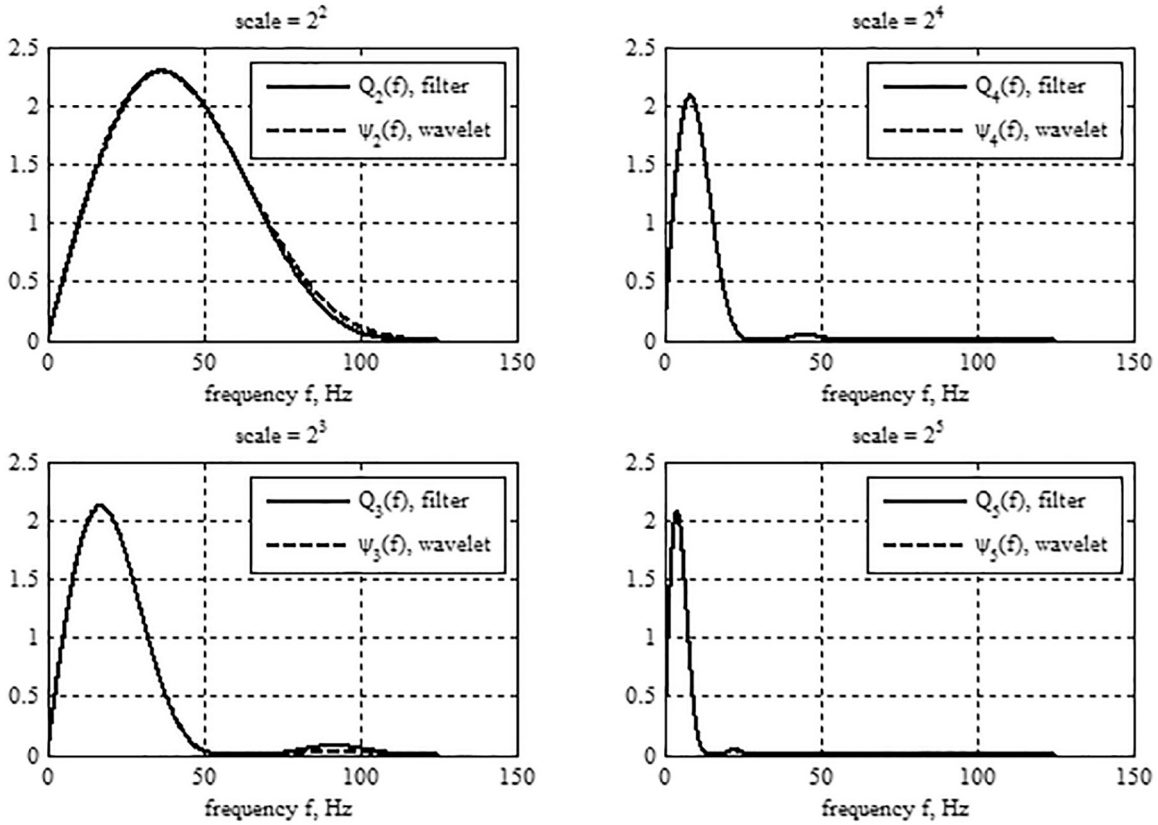 scale = 2²
2.5
2
1.5
1
0.5
0
Q₂(f), filter
ψ₂(f), wavelet
0 50 100 150
frequency f, Hz
scale = 2⁴
2.5
2
1.5
1
0.5
0
Q₄(f), filter
ψ₄(f), wavelet
0 50 100 150
frequency f, Hz
scale = 2³
2.5
2
1.5
1
0.5
0
Q₃(f), filter
ψ₃(f), wavelet
0 50 100 150
frequency f, Hz
scale = 2⁵
2.5
2
1.5
1
0.5
0
Q₅(f), filter
ψ₅(f), wavelet
0 50 100 150
frequency f, Hz